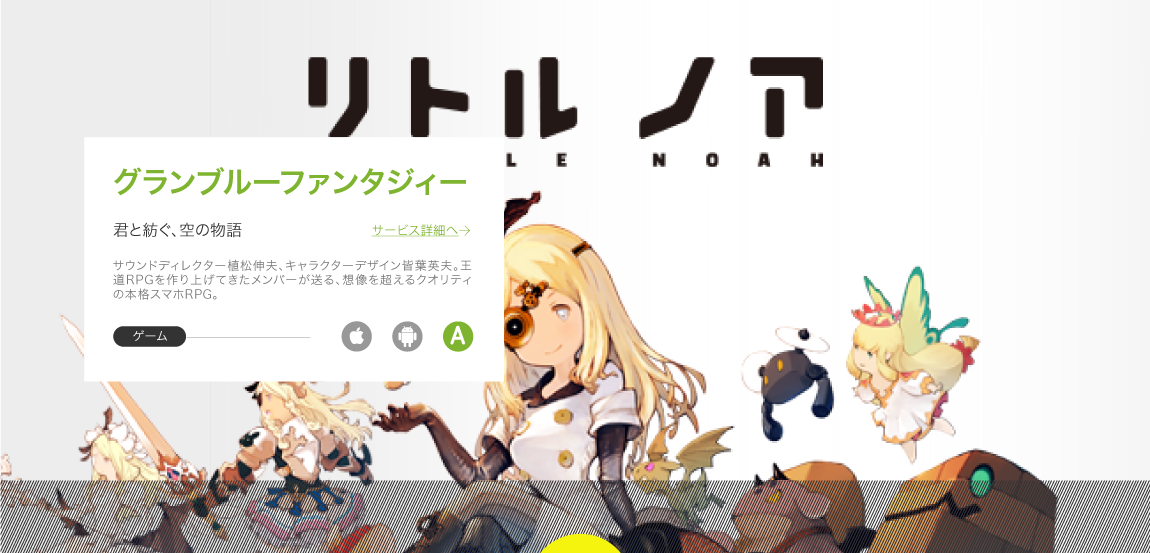 リトルノア
LE NOAH
グランブルーファンタジィー
君と紡ぐ、空の物語
サービス詳細へ→
サウンドディレクター植松伸夫、キャラクターデザイン皆葉英夫。王
道RPGを作り上げてきたメンバーが送る、想像を超えるクオリティ
の本格スマホRPG。
ゲーム
A